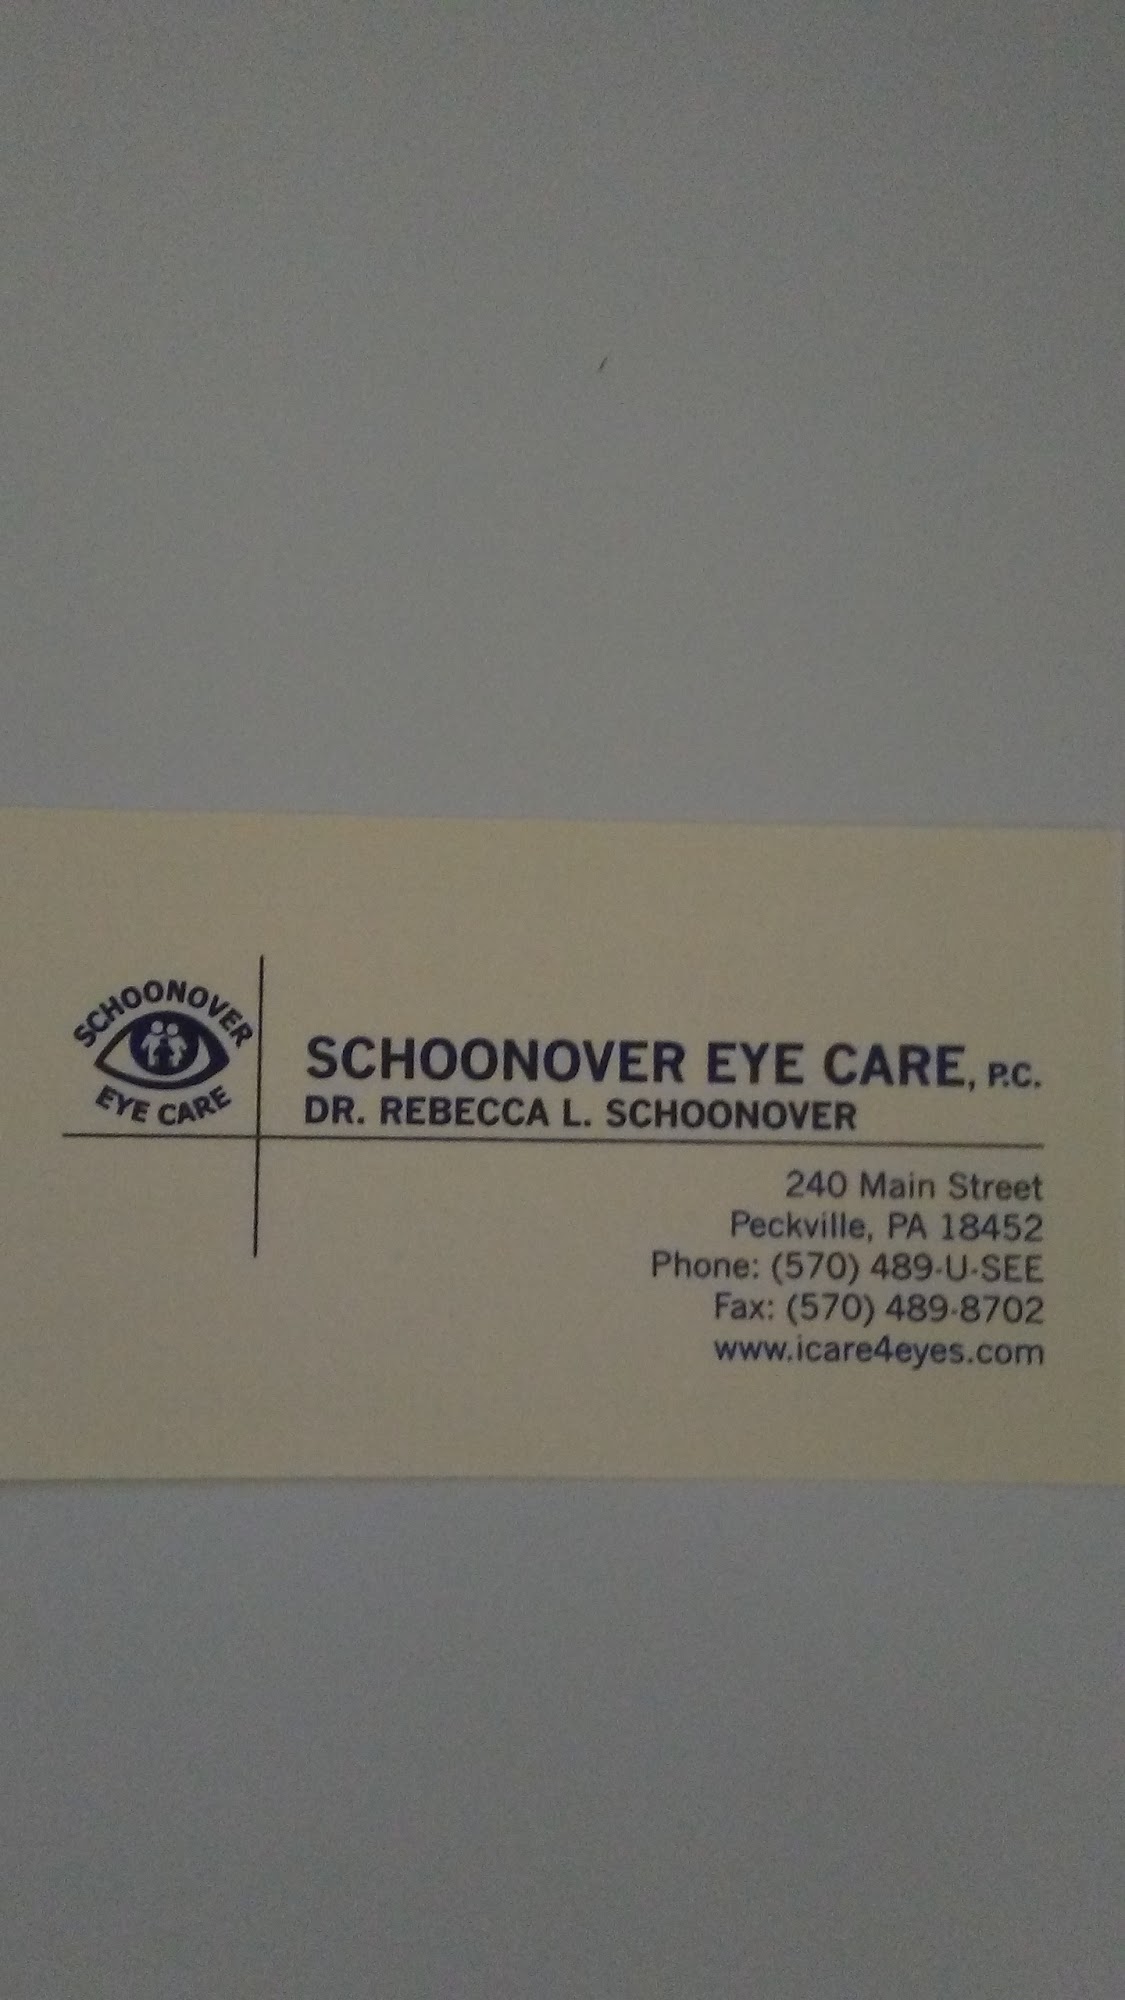 SCHOONOVER
EYE CARE
SCHOONOVER EYE CARE, P.C.
DR. REBECCA L. SCHOONOVER
240 Main Street
Peckville, PA 18452
Phone: (570) 489-U-SEE
Fax: (570) 489-8702
www.icare4eyes.com